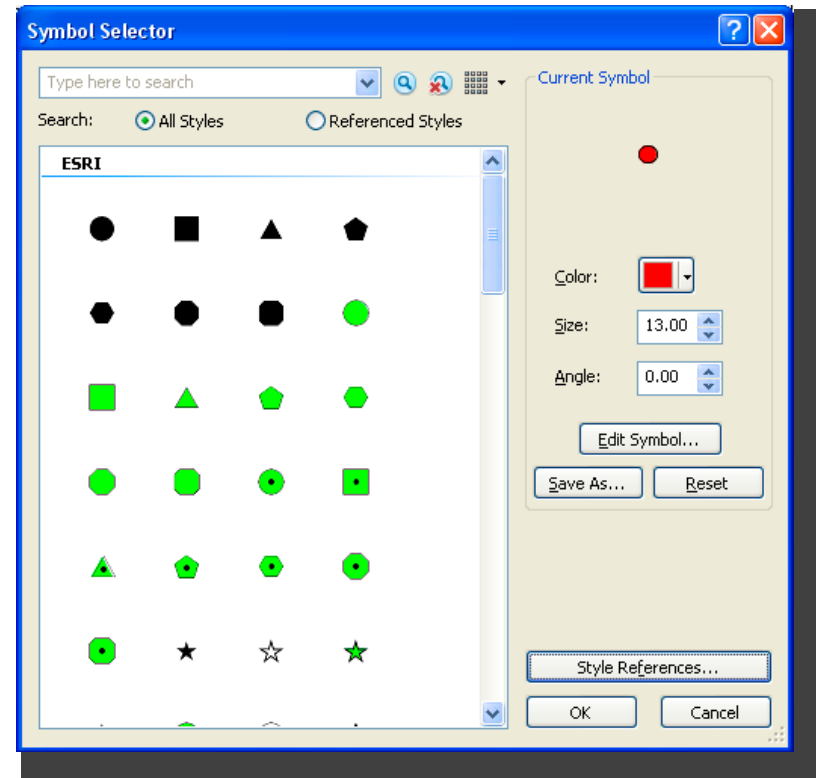 Symbol Selector
Type here to search
Search: All Styles Referenced Styles
ESRI
Current Symbol
Color:
Size: 13.00
Angle: 0.00
Edit Symbol...
Save As... Reset
Style References...
OK Cancel